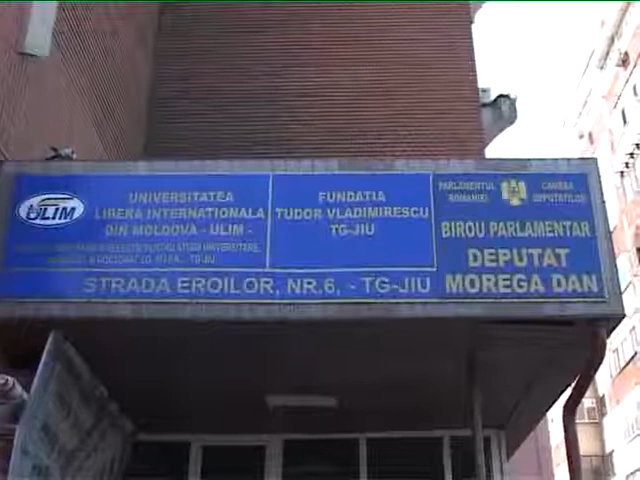 ULIM
UNIVERSITATEA
LIBERA INTERNATIONALA
DIN MOLDOVA - ULIM -
FUNDATIA
TUDOR VLADIMIRESCU
TG-JIU
PARLAMENTUL
ROMANIEI
CAMERA
DEPUTATILOR
BIROU PARLAMENTAR
DEPUTAT
MOREGA DAN
STRADA EROILOR, NR.6, - TG-JIU